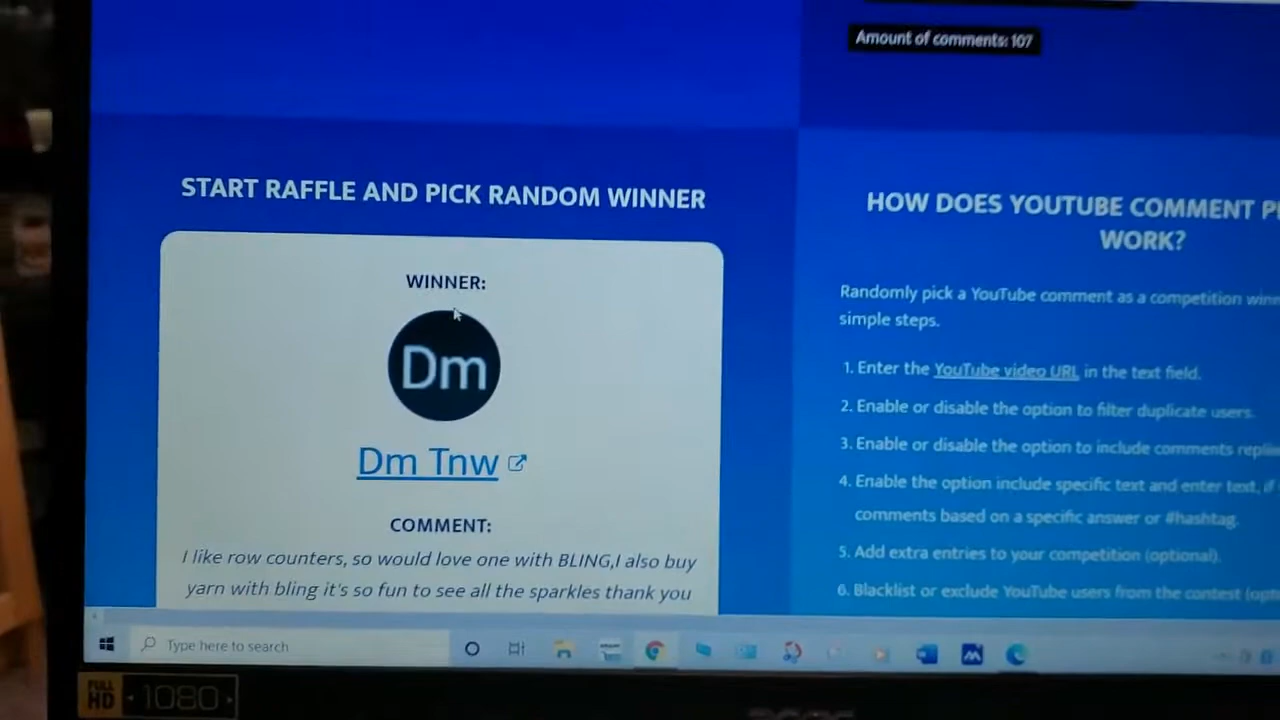 Amount of comments: 107
START RAFFLE AND PICK RANDOM WINNER
WINNER:
Dm
Dm Tnw
COMMENT:
I like row counters, so would love one with BLING,I also buy
yarn with bling it's so fun to see all the sparkles thank you
HOW DOES YOUTUBE COMMENT
WORK?
Randomly pick a YouTube comment as a competition
simple steps.
1. Enter the YouTube video URL in the text field.
2. Enable or disable the option to filter duplicate users.
3. Enable or disable the option to include comments
4. Enable the option include specific text and enter text, if
comments based on a specific answer or #hashtag.
5. Add extra entries to your competition (optional).
6. Blacklist or exclude YouTube users from the contest
Type here to search
FULL HD 1080